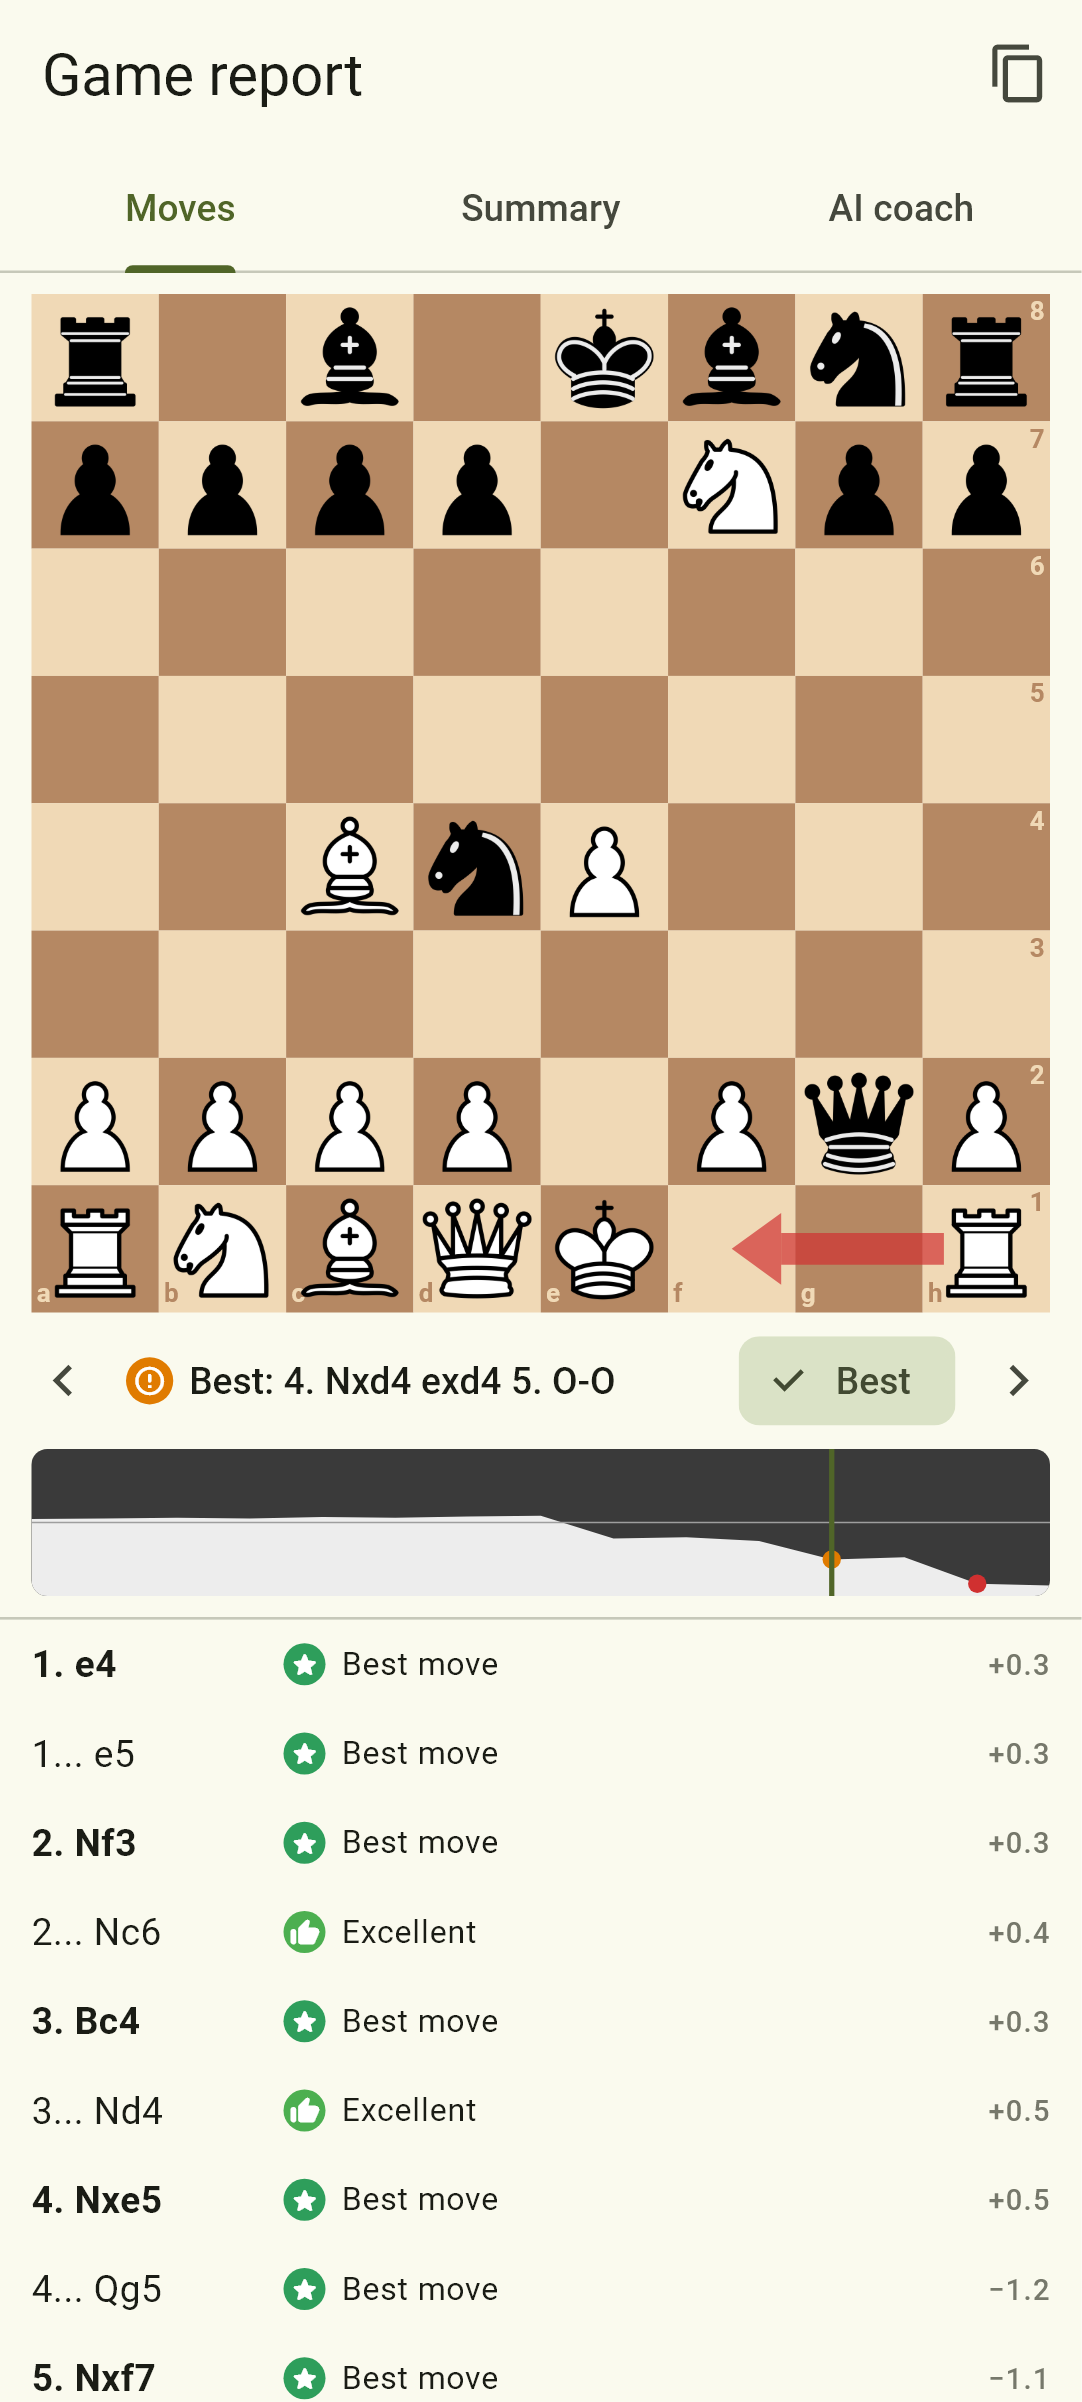 Game report
Moves Summary AI coach
8
7
6
5
4
3
2
1
a b c d e f g h
Best: 4. Nxd4 exd4 5. O-O Best
1. e4 Best move +0.3
1... e5 Best move +0.3
2. Nf3 Best move +0.3
2... Nc6 Excellent +0.4
3. Bc4 Best move +0.3
3... Nd4 Excellent +0.5
4. Nxe5 Best move +0.5
4... Qg5 Best move −1.2
5. Nxf7 Best move −1.1